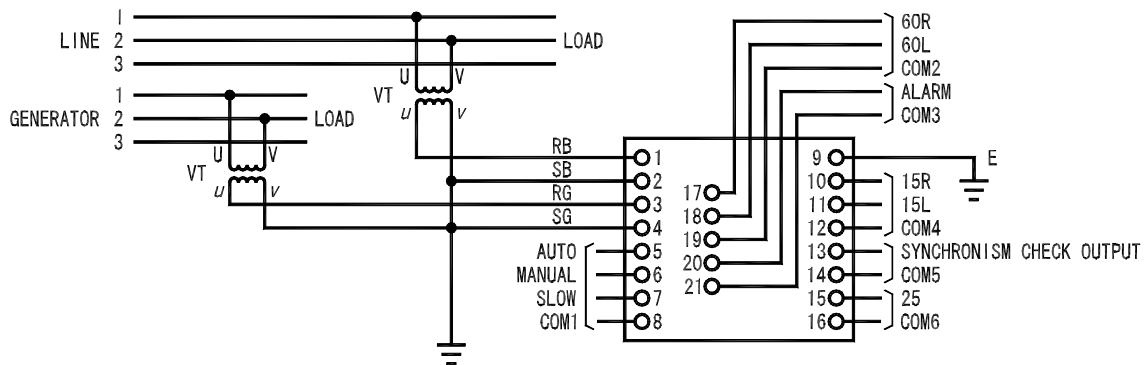 1
LINE 2 LOAD
3
U V
VT
u v
1
GENERATOR 2 LOAD
3
U V
VT
u v
RB 1
SB 2
RG 3
SG 4
AUTO 5
MANUAL 6
SLOW 7
COM1 8
17
18
19
20
21
60R
60L
COM2
ALARM
COM3
9 E
10 15R
11 15L
12 COM4
13 SYNCHRONISM CHECK OUTPUT
14 COM5
15 25
16 COM6